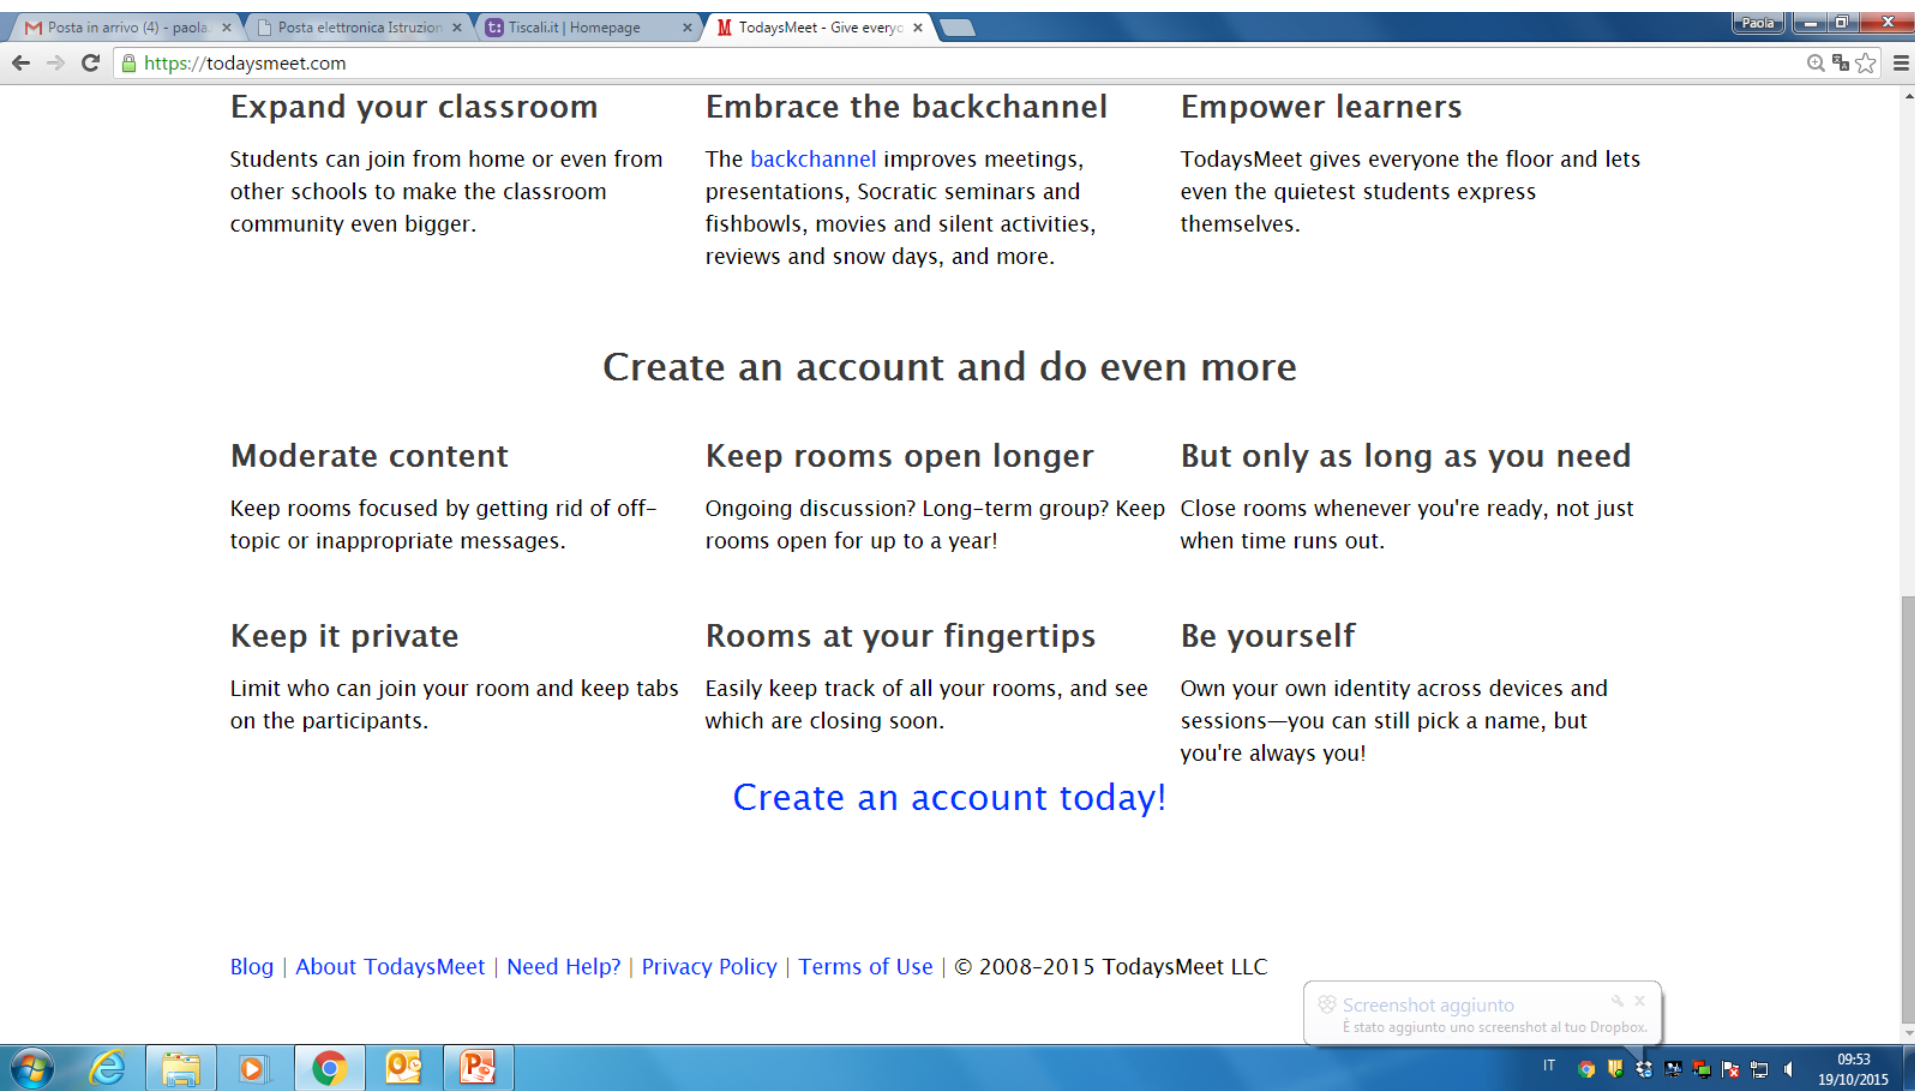 Posta in arrivo (4) - paola.
Posta elettronica Istruzion
Tiscali.it | Homepage
TodaysMeet - Give everyo
Paola
https://todaysmeet.com
Expand your classroom
Students can join from home or even from
other schools to make the classroom
community even bigger.
Embrace the backchannel
The backchannel improves meetings,
presentations, Socratic seminars and
fishbowls, movies and silent activities,
reviews and snow days, and more.
Empower learners
TodaysMeet gives everyone the floor and lets
even the quietest students express
themselves.
Create an account and do even more
Moderate content
Keep rooms focused by getting rid of off-
topic or inappropriate messages.
Keep rooms open longer
Ongoing discussion? Long-term group? Keep
rooms open for up to a year!
But only as long as you need
Close rooms whenever you're ready, not just
when time runs out.
Keep it private
Limit who can join your room and keep tabs
on the participants.
Rooms at your fingertips
Easily keep track of all your rooms, and see
which are closing soon.
Be yourself
Own your own identity across devices and
sessions—you can still pick a name, but
you're always you!
Create an account today!
Blog | About TodaysMeet | Need Help? | Privacy Policy | Terms of Use | © 2008-2015 TodaysMeet LLC
Screenshot aggiunto
È stato aggiunto uno screenshot al tuo Dropbox.
IT
09:53
19/10/2015